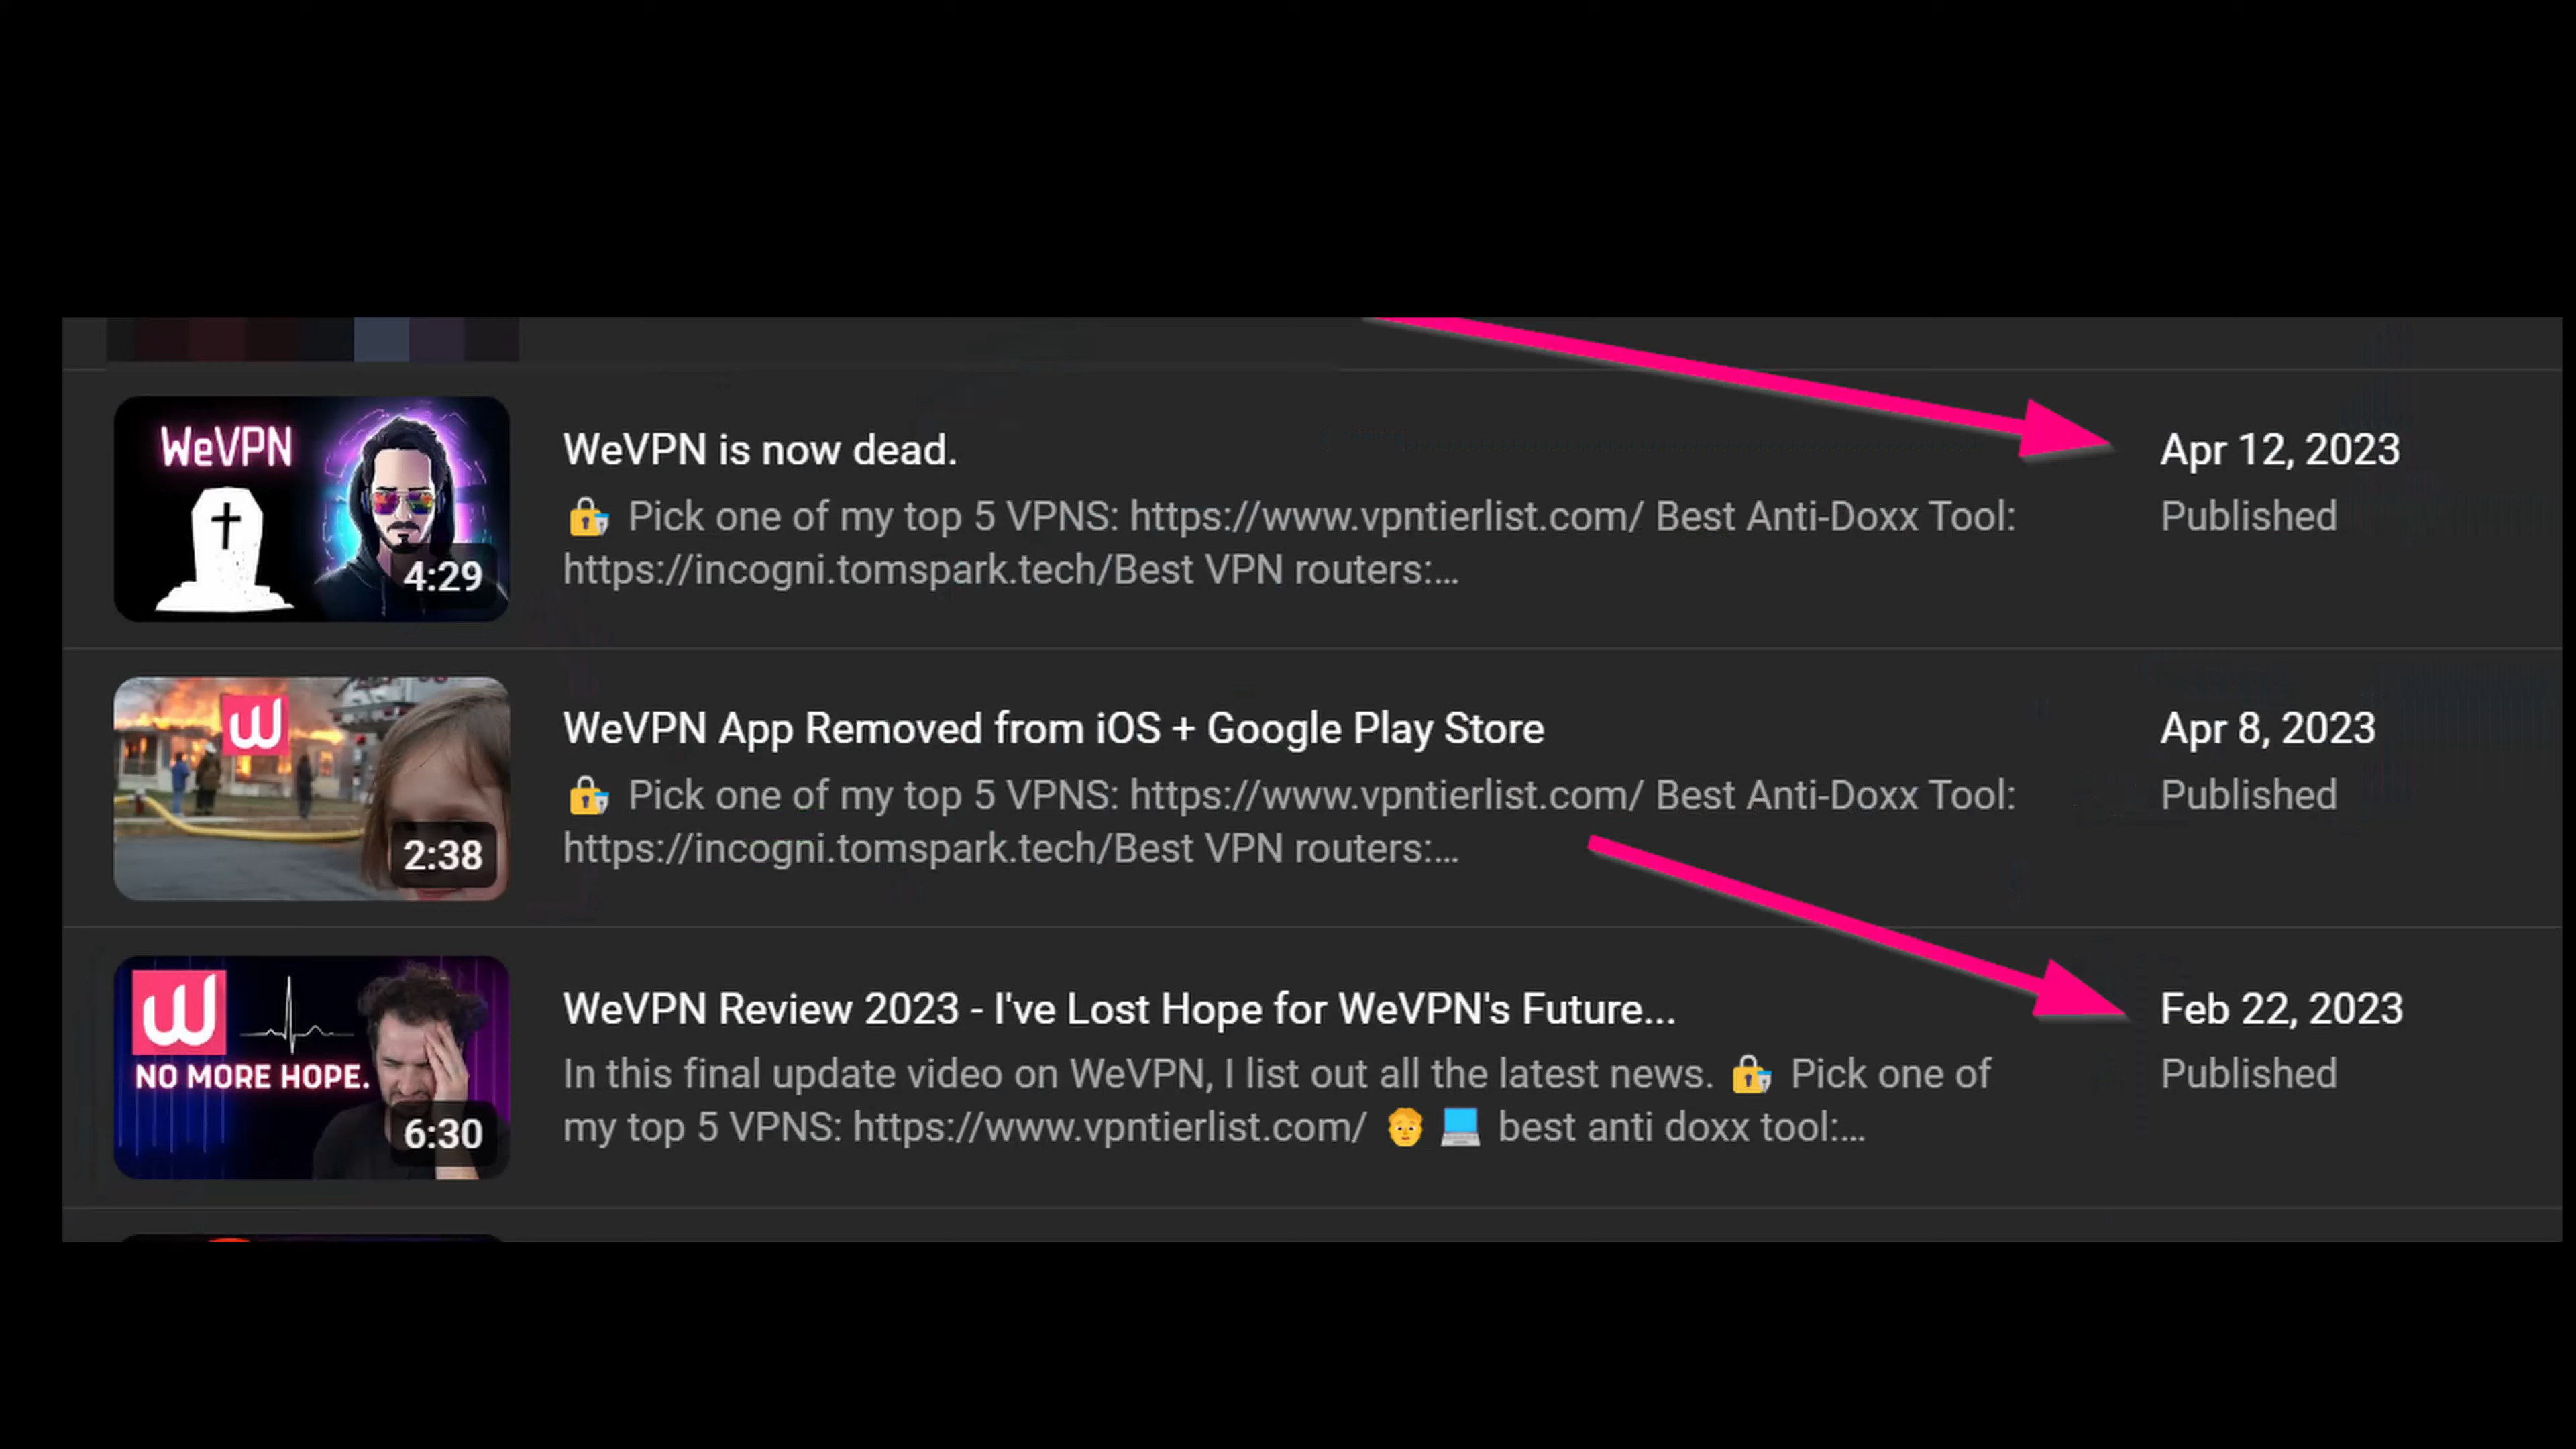 WeVPN
4:29
WeVPN is now dead.
🔐 Pick one of my top 5 VPNS: https://www.vpntierlist.com/ Best Anti-Doxx Tool:
https://incogni.tomspark.tech/Best VPN routers:...
Apr 12, 2023
Published
W
2:38
WeVPN App Removed from iOS + Google Play Store
🔐 Pick one of my top 5 VPNS: https://www.vpntierlist.com/ Best Anti-Doxx Tool:
https://incogni.tomspark.tech/Best VPN routers:...
Apr 8, 2023
Published
W
NO MORE HOPE.
6:30
WeVPN Review 2023 - I've Lost Hope for WeVPN's Future...
In this final update video on WeVPN, I list out all the latest news. 🔐 Pick one of
my top 5 VPNS: https://www.vpntierlist.com/ 🧑 💻 best anti doxx tool:...
Feb 22, 2023
Published